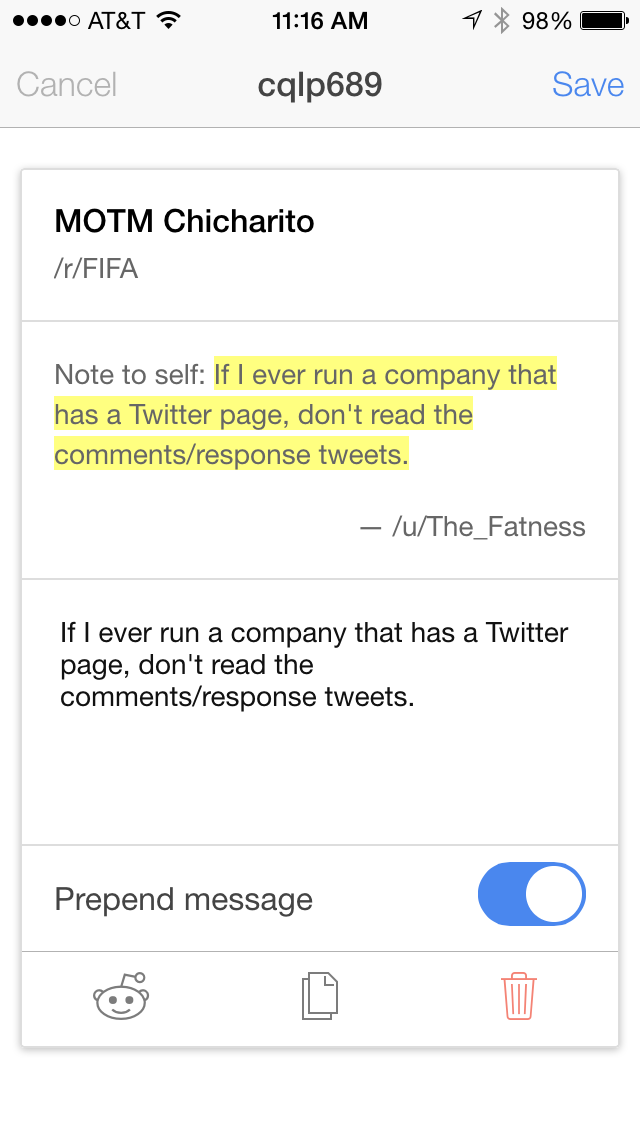 AT&T 11:16 AM 98%
Cancel cqlp689 Save
MOTM Chicharito
/r/FIFA
Note to self: If I ever run a company that
has a Twitter page, don't read the
comments/response tweets.
— /u/The_Fatness
If I ever run a company that has a Twitter
page, don't read the
comments/response tweets.
Prepend message